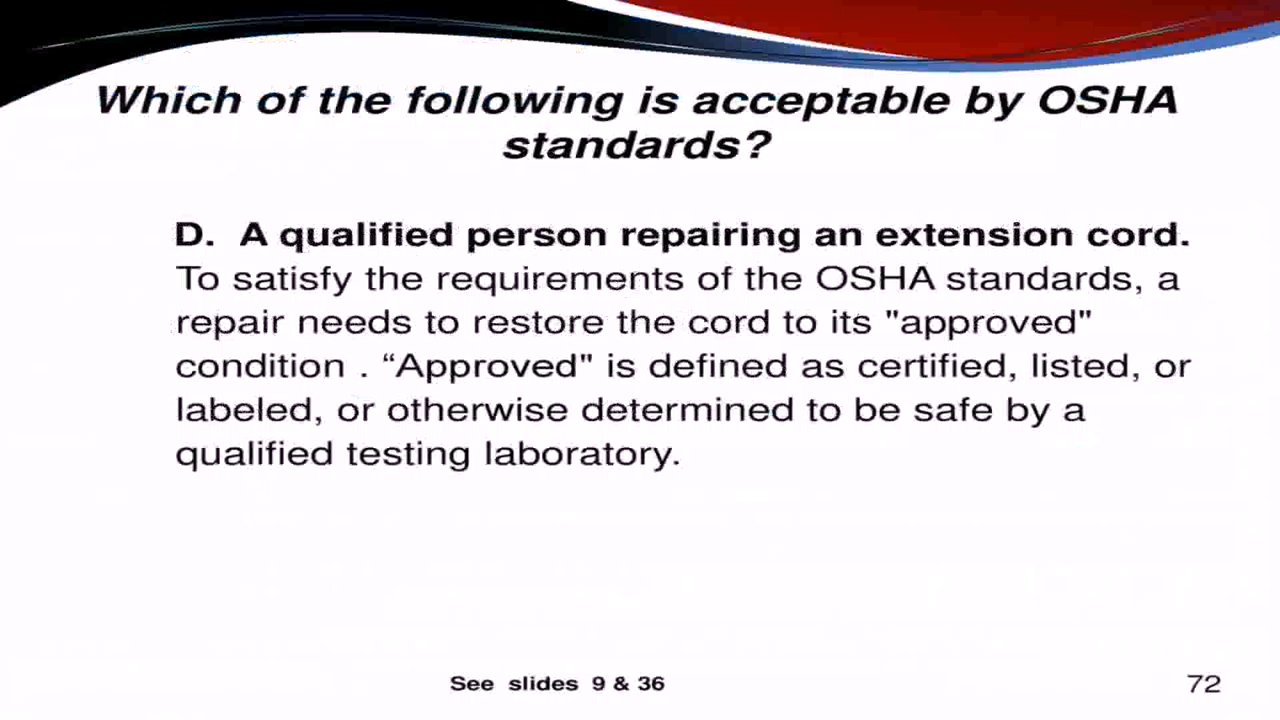 Which of the following is acceptable by OSHA
standards?
D. A qualified person repairing an extension cord.
To satisfy the requirements of the OSHA standards, a
repair needs to restore the cord to its "approved"
condition . “Approved" is defined as certified, listed, or
labeled, or otherwise determined to be safe by a
qualified testing laboratory.
See slides 9 & 36
72